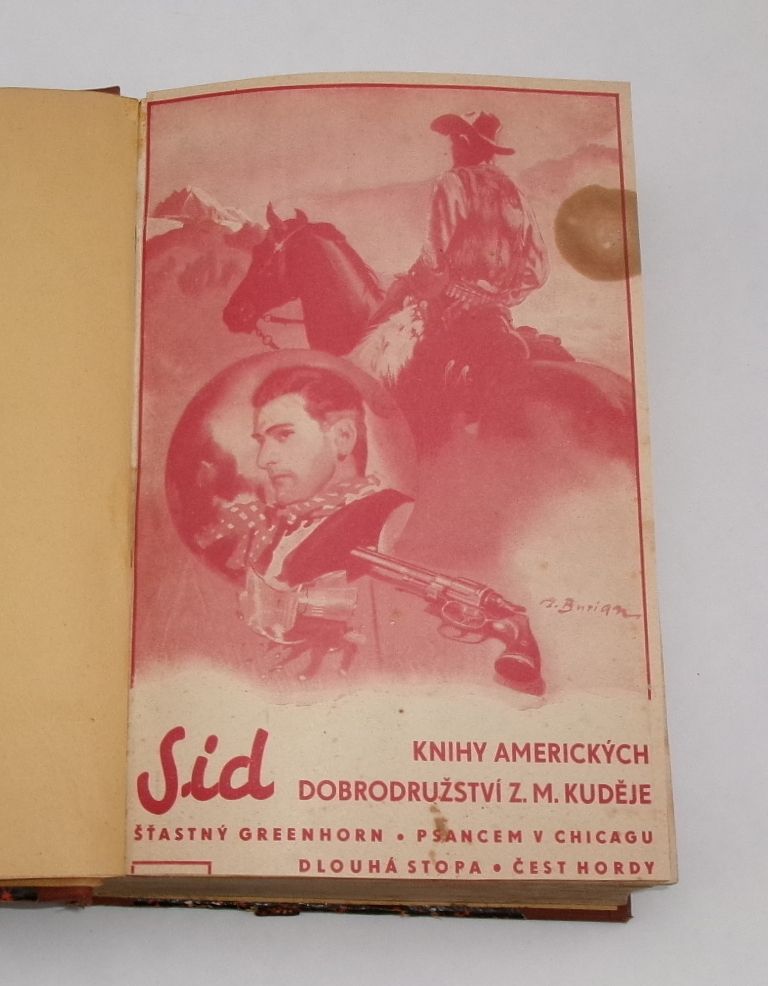 Z. Burian
Sid
KNIHY AMERICKÝCH
DOBRODRUŽSTVÍ Z. M. KUDĚJE
ŠŤASTNÝ GREENHORN • PSANCEM V CHICAGU
DLOUHÁ STOPA • ČEST HORDY